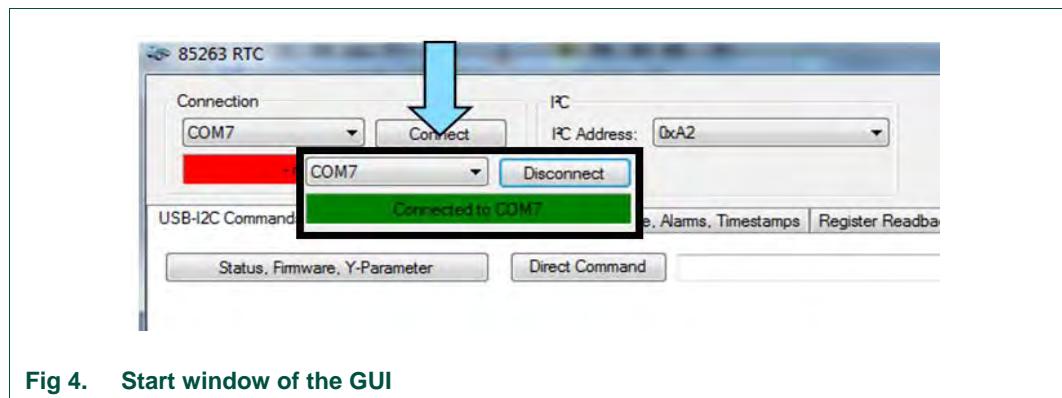 85263 RTC
Connection
COM7
Connect
I²C
I²C Address:
0xA2
COM7
Disconnect
Connected to COM7
USB-I2C Command
, Alarms, Timestamps
Register Readba
Status, Firmware, Y-Parameter
Direct Command
Fig 4. Start window of the GUI